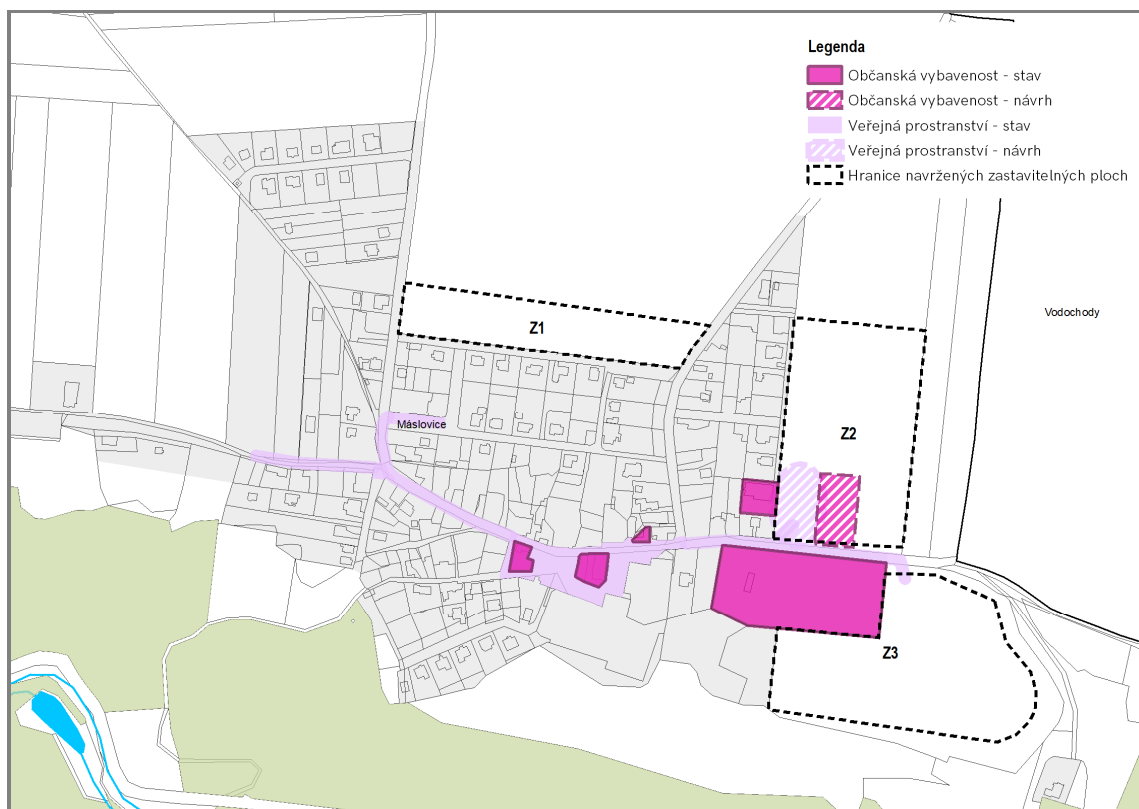 Legenda
Občanská vybavenost - stav
Občanská vybavenost - návrh
Veřejná prostranství - stav
Veřejná prostranství - návrh
Hranice navržených zastavitelných ploch
Vodochody
Z1
Máslovice
Z2
Z3